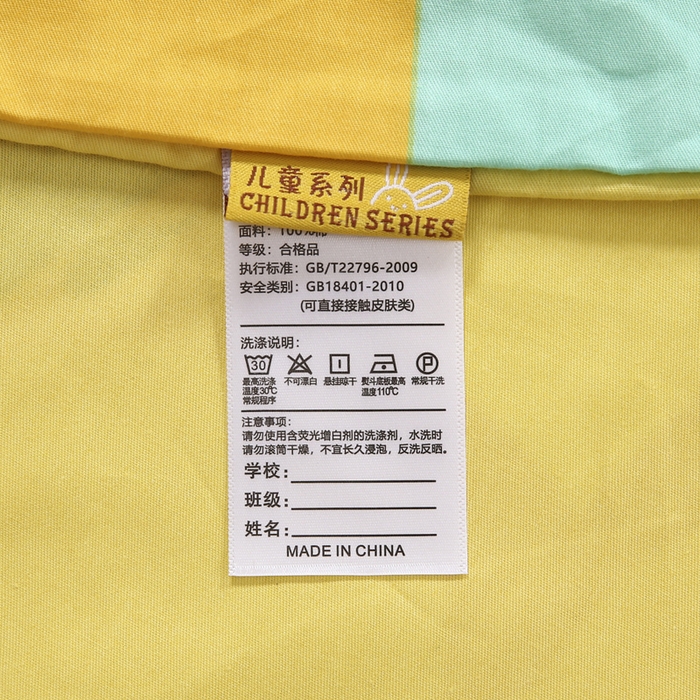 儿童系列
CHILDREN SERIES
面料：100%棉
等级：合格品
执行标准：GB/T22796-2009
安全类别：GB18401-2010
(可直接接触皮肤类)
洗涤说明：
30
P
最高洗涤 不可漂白 悬挂晾干 熨斗底板最高 常规干洗
温度30℃ 温度110℃
常规程序
注意事项：
请勿使用含荧光增白剂的洗涤剂，水洗时
请勿滚筒干燥，不宜长久浸泡，反洗反晒。
学校：
班级：
姓名：
MADE IN CHINA